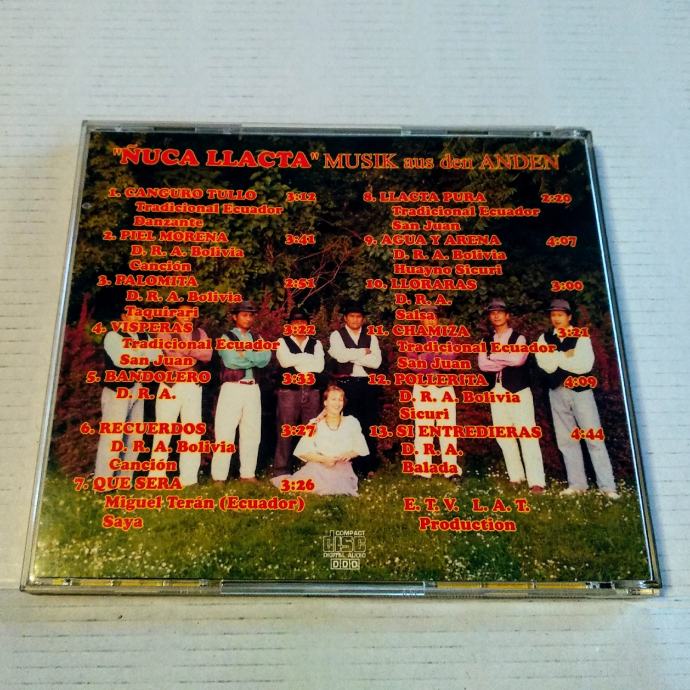 "ÑUCA LLACTA" MUSIK aus den ANDEN
1. CANGURO TULLO 3:12
Tradicional Ecuador
Danzante
2. PIEL MORENA 3:41
D. R. A. Bolivia
Canción
3. PALOMITA 2:51
D. R. A. Bolivia
Taquirari
4. VISPERAS 3:22
Tradicional Ecuador
San Juan
5. BANDOLERO 3:33
D. R. A.
6. RECUERDOS 3:27
D. R. A. Bolivia
Canción
7. QUE SERA 3:26
Miguel Terán (Ecuador)
Saya
8. LLACTA PURA 2:20
Tradicional Ecuador
San Juan
9. AGUA Y ARENA 4:07
D. R. A. Bolivia
Huayno Sicuri
10. LLORARAS 3:00
D. R. A.
Salsa
11. CHAMIZA 3:21
Tradicional Ecuador
San Juan
12. POLLERITA 4:09
D. R. A. Bolivia
Sicuri
13. SI ENTREDIERAS 4:44
D. R. A.
Balada
E. T. V. L. A. T.
Production
COMPACT
disc
DIGITAL AUDIO
DDD